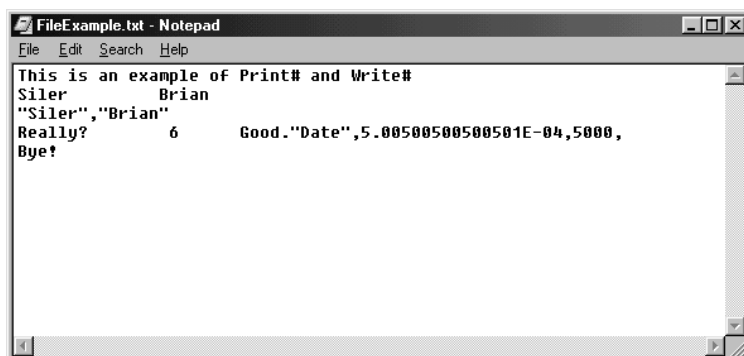 FileExample.txt - Notepad
File Edit Search Help
This is an example of Print# and Write#
Siler Brian
"Siler","Brian"
Really? 6 Good."Date",5.00500500500501E-04,5000,
Bye!